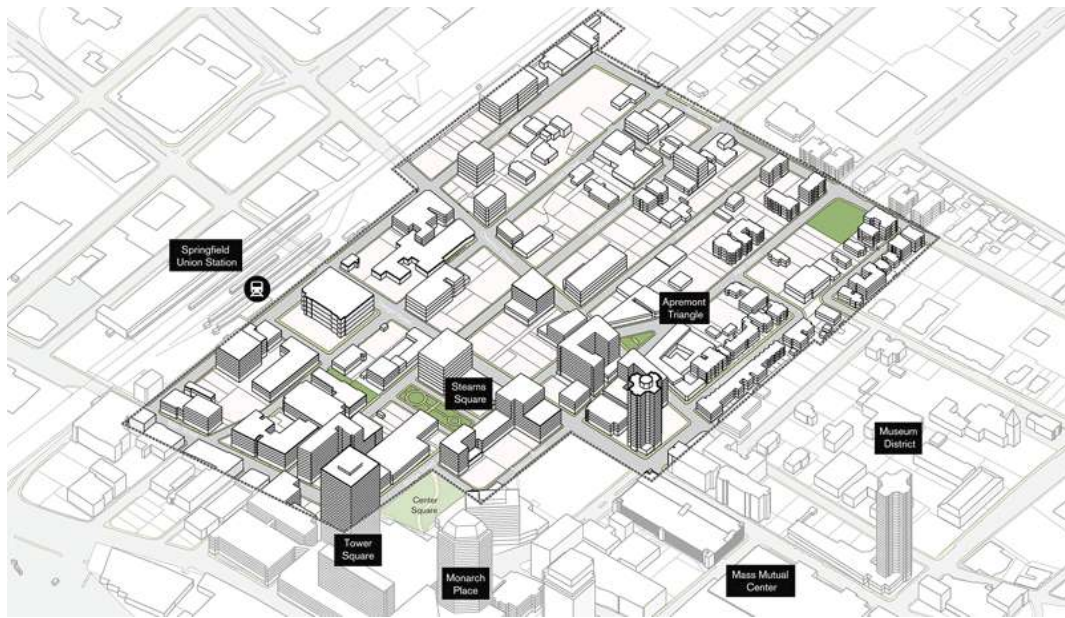 Springfield
Union Station
Apremont
Triangle
Stearns
Square
Museum
District
Center
Square
Tower
Square
Monarch
Place
Mass Mutual
Center